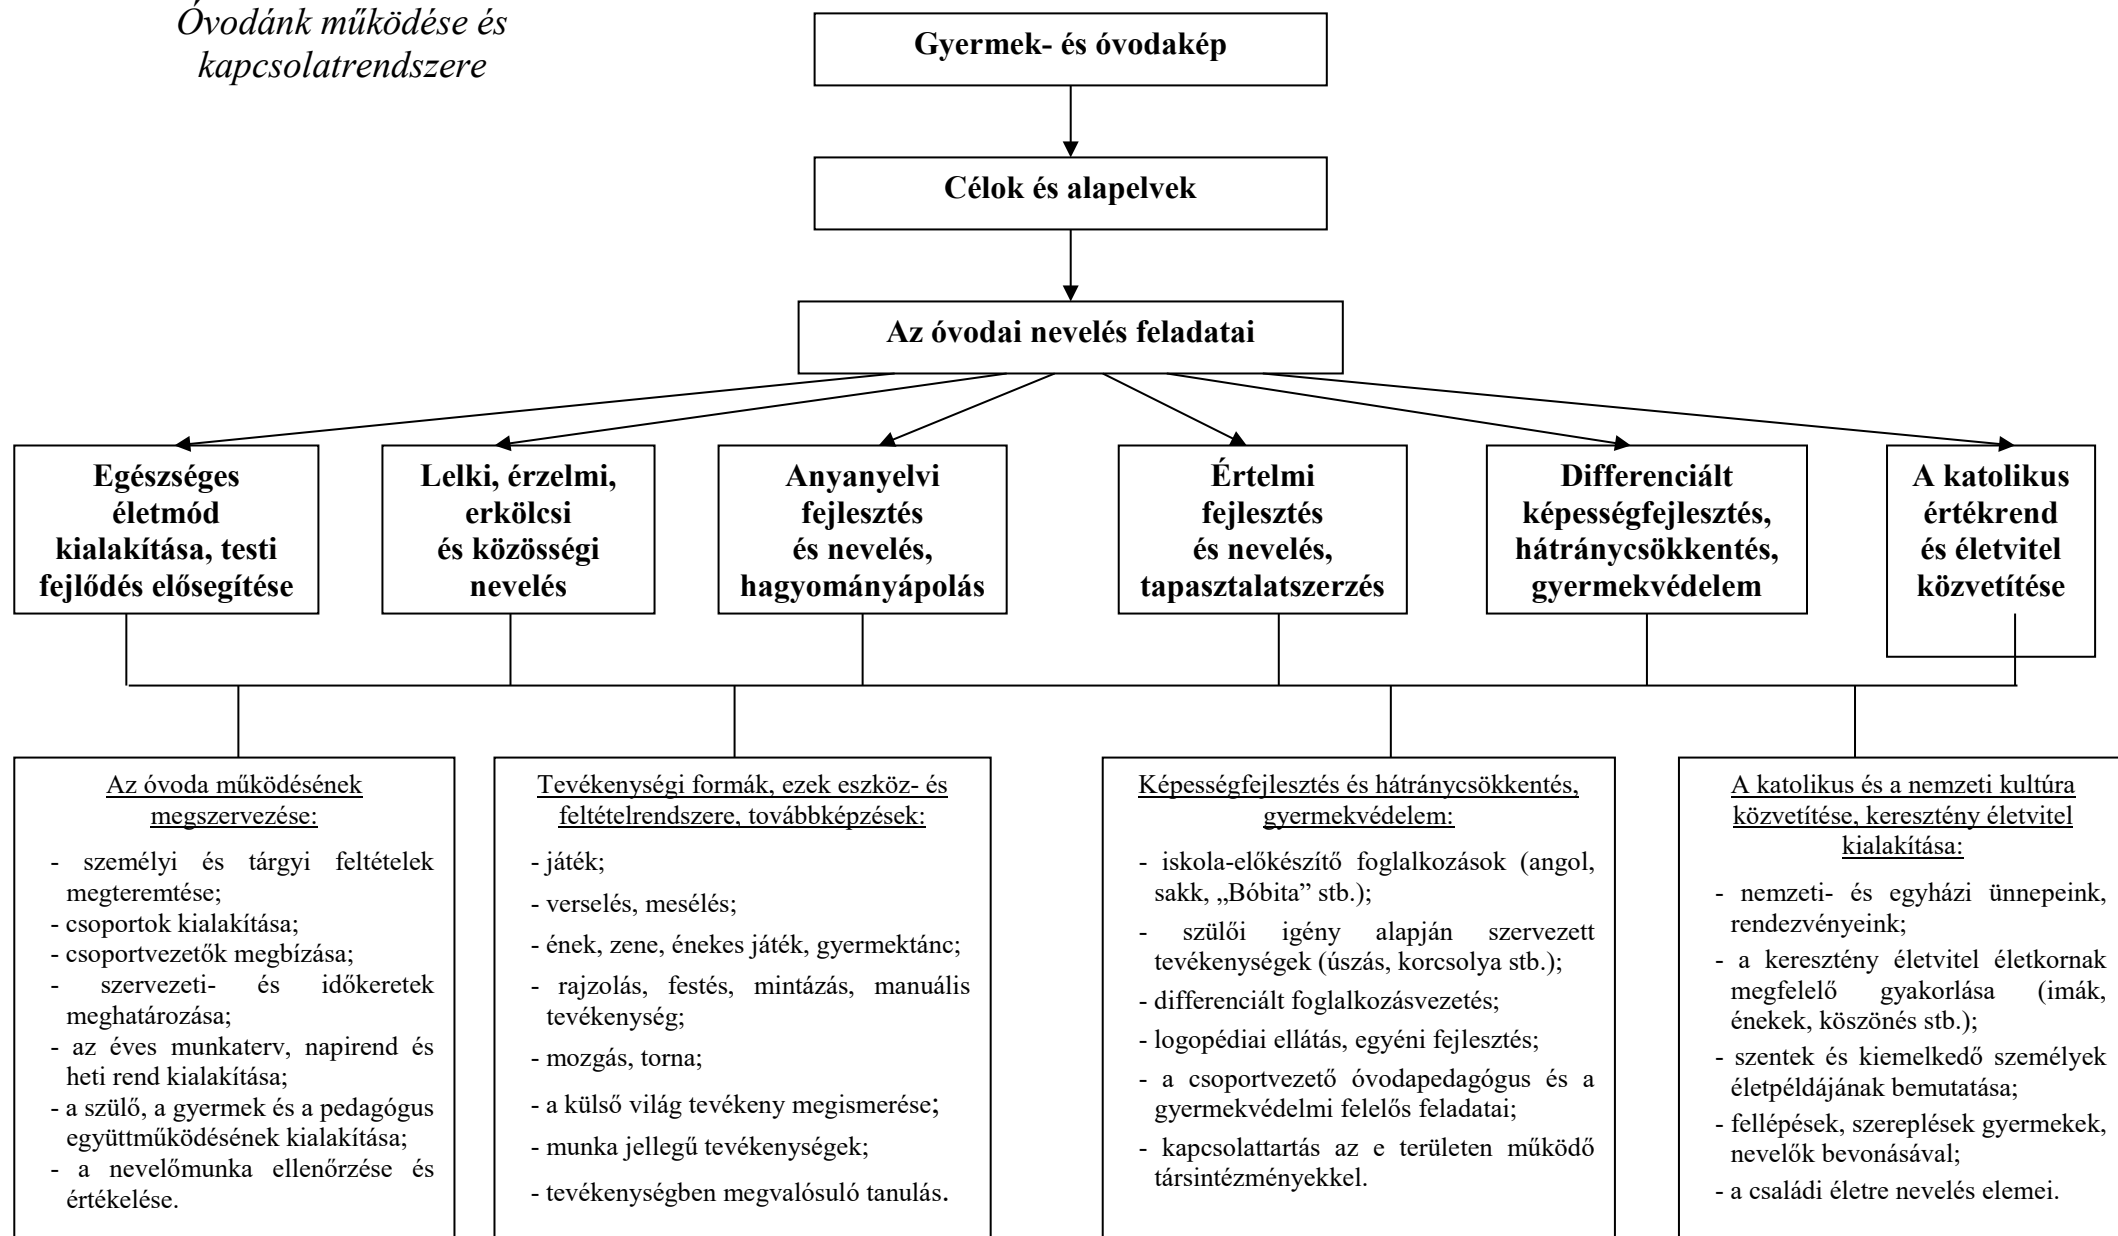 Óvodánk működése és
kapcsolatrendszere
Gyermek- és óvodakép
Célok és alapelvek
Az óvodai nevelés feladatai
Egészséges
életmód
kialakítása, testi
fejlődés elősegítése
Lelki, érzelmi,
erkölcsi
és közösségi
nevelés
Anyanyelvi
fejlesztés
és nevelés,
hagyományápolás
Értelmi
fejlesztés
és nevelés,
tapasztalatszerzés
Differenciált
képességfejlesztés,
hátránycsökkentés,
gyermekvédelem
A katolikus
értékrend
és életvitel
közvetítése
Az óvoda működésének
megszervezése:
- személyi és tárgyi feltételek
megteremtése;
- csoportok kialakítása;
- csoportvezetők megbízása;
- szervezeti- és időkeretek
meghatározása;
- az éves munkaterv, napirend és
heti rend kialakítása;
- a szülő, a gyermek és a pedagógus
együttműködésének kialakítása;
- a nevelőmunka ellenőrzése és
értékelése.
Tevékenységi formák, ezek eszköz- és
feltételrendszere, továbbképzések:
- játék;
- verselés, mesélés;
- ének, zene, énekes játék, gyermektánc;
- rajzolás, festés, mintázás, manuális
tevékenység;
- mozgás, torna;
- a külső világ tevékeny megismerése;
- munka jellegű tevékenységek;
- tevékenységben megvalósuló tanulás.
Képességfejlesztés és hátránycsökkentés,
gyermekvédelem:
- iskola-előkészítő foglalkozások (angol,
sakk, „Bóbita” stb.);
- szülői igény alapján szervezett
tevékenységek (úszás, korcsolya stb.);
- differenciált foglalkozásvezetés;
- logopédiai ellátás, egyéni fejlesztés;
- a csoportvezető óvodapedagógus és a
gyermekvédelmi felelős feladatai;
- kapcsolattartás az e területen működő
társintézményekkel.
A katolikus és a nemzeti kultúra
közvetítése, keresztény életvitel
kialakítása:
- nemzeti- és egyházi ünnepeink,
rendezvényeink;
- a keresztény életvitel életkornak
megfelelő gyakorlása (imák,
énekek, köszönés stb.);
- szentek és kiemelkedő személyek
életpéldájának bemutatása;
- fellépések, szereplések gyermekek,
nevelők bevonásával;
- a családi életre nevelés elemei.